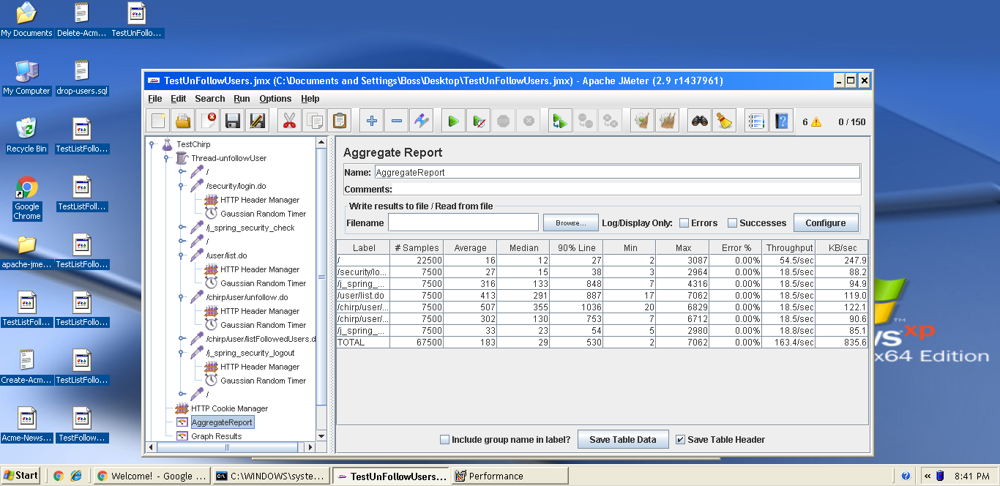 My Documents
Delete-Acm...
TestUnFollo...
My Computer
drop-users.sql
Recycle Bin
TestListFollo...
Google
Chrome
TestListFoll...
apache-jme...
TestListFollo...
TestListFoll...
TestListFollo...
Create-Acm...
TestListFollo...
Acme-News...
TestFollow...
TestUnFollowUsers.jmx (C:\Documents and Settings\Boss\Desktop\TestUnFollowUsers.jmx) - Apache JMeter (2.9 r1437961)
File Edit Search Run Options Help
6 0 / 150
TestChirp
Thread-unfollowUser
/
/security/login.do
HTTP Header Manager
Gaussian Random Timer
/j_spring_security_check
/
/user/list.do
HTTP Header Manager
Gaussian Random Timer
/chirp/user/unfollow.do
HTTP Header Manager
Gaussian Random Timer
/chirp/user/listFollowedUsers.d
/j_spring_security_logout
HTTP Header Manager
Gaussian Random Timer
/
HTTP Cookie Manager
AggregateReport
Graph Results
Aggregate Report
Name: AggregateReport
Comments:
Write results to file / Read from file
Filename Browse... Log/Display Only: Errors Successes Configure
Label # Samples Average Median 90% Line Min Max Error % Throughput KB/sec
/ 22500 16 12 27 2 3087 0.00% 54.5/sec 247.9
/security/lo... 7500 27 15 38 3 2964 0.00% 18.5/sec 88.2
/j_spring_... 7500 316 133 848 7 4316 0.00% 18.5/sec 94.9
/user/list.do 7500 413 291 887 17 7062 0.00% 18.5/sec 119.0
/chirp/user/... 7500 507 355 1036 20 6829 0.00% 18.5/sec 122.1
/chirp/user/... 7500 302 130 753 7 6712 0.00% 18.5/sec 90.6
/j_spring_... 7500 33 23 54 5 2980 0.00% 18.8/sec 85.1
TOTAL 67500 183 29 530 2 7062 0.00% 163.4/sec 835.6
Include group name in label? Save Table Data Save Table Header
TM
ws xp
x64 Edition
Start
Welcome! - Google ...
C:\WINDOWS\syste...
TestUnFollowUsers...
Performance
8:41 PM